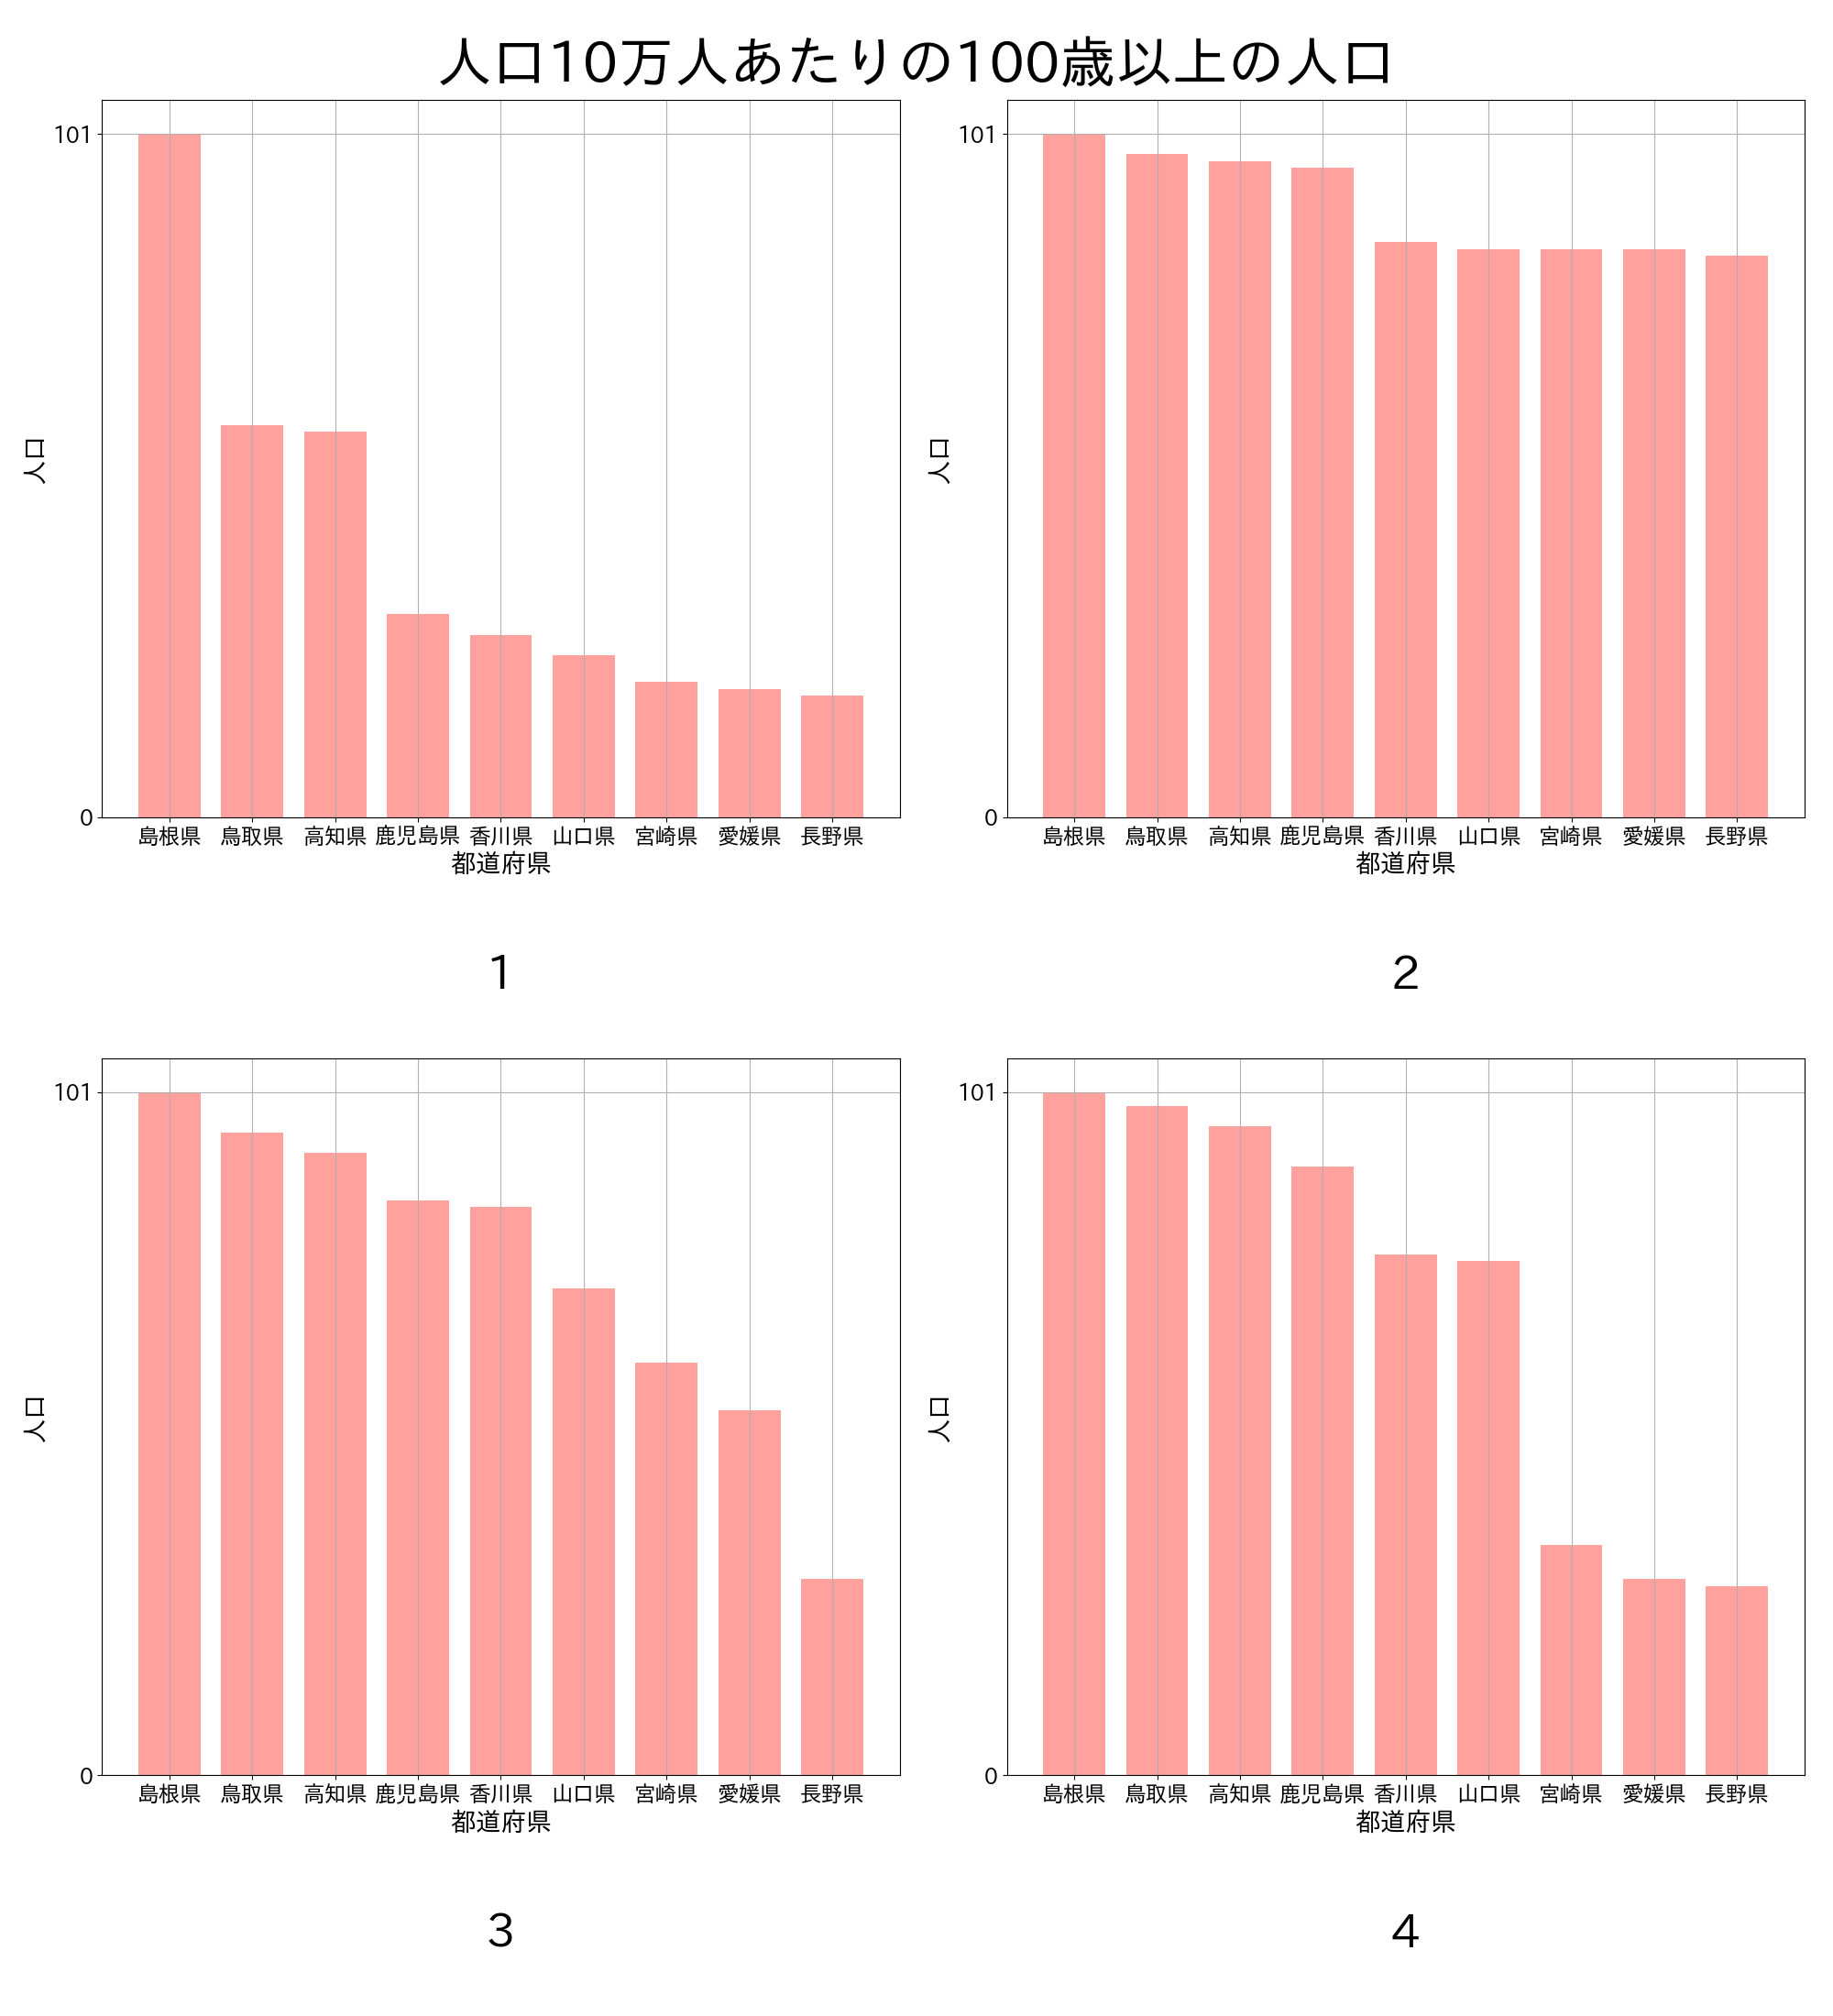 人口10万人あたりの100歳以上の人口
101
0
人口
島根県 鳥取県 高知県 鹿児島県 香川県 山口県 宮崎県 愛媛県 長野県
都道府県
1
101
0
人口
島根県 鳥取県 高知県 鹿児島県 香川県 山口県 宮崎県 愛媛県 長野県
都道府県
2
101
0
人口
島根県 鳥取県 高知県 鹿児島県 香川県 山口県 宮崎県 愛媛県 長野県
都道府県
3
101
0
人口
島根県 鳥取県 高知県 鹿児島県 香川県 山口県 宮崎県 愛媛県 長野県
都道府県
4